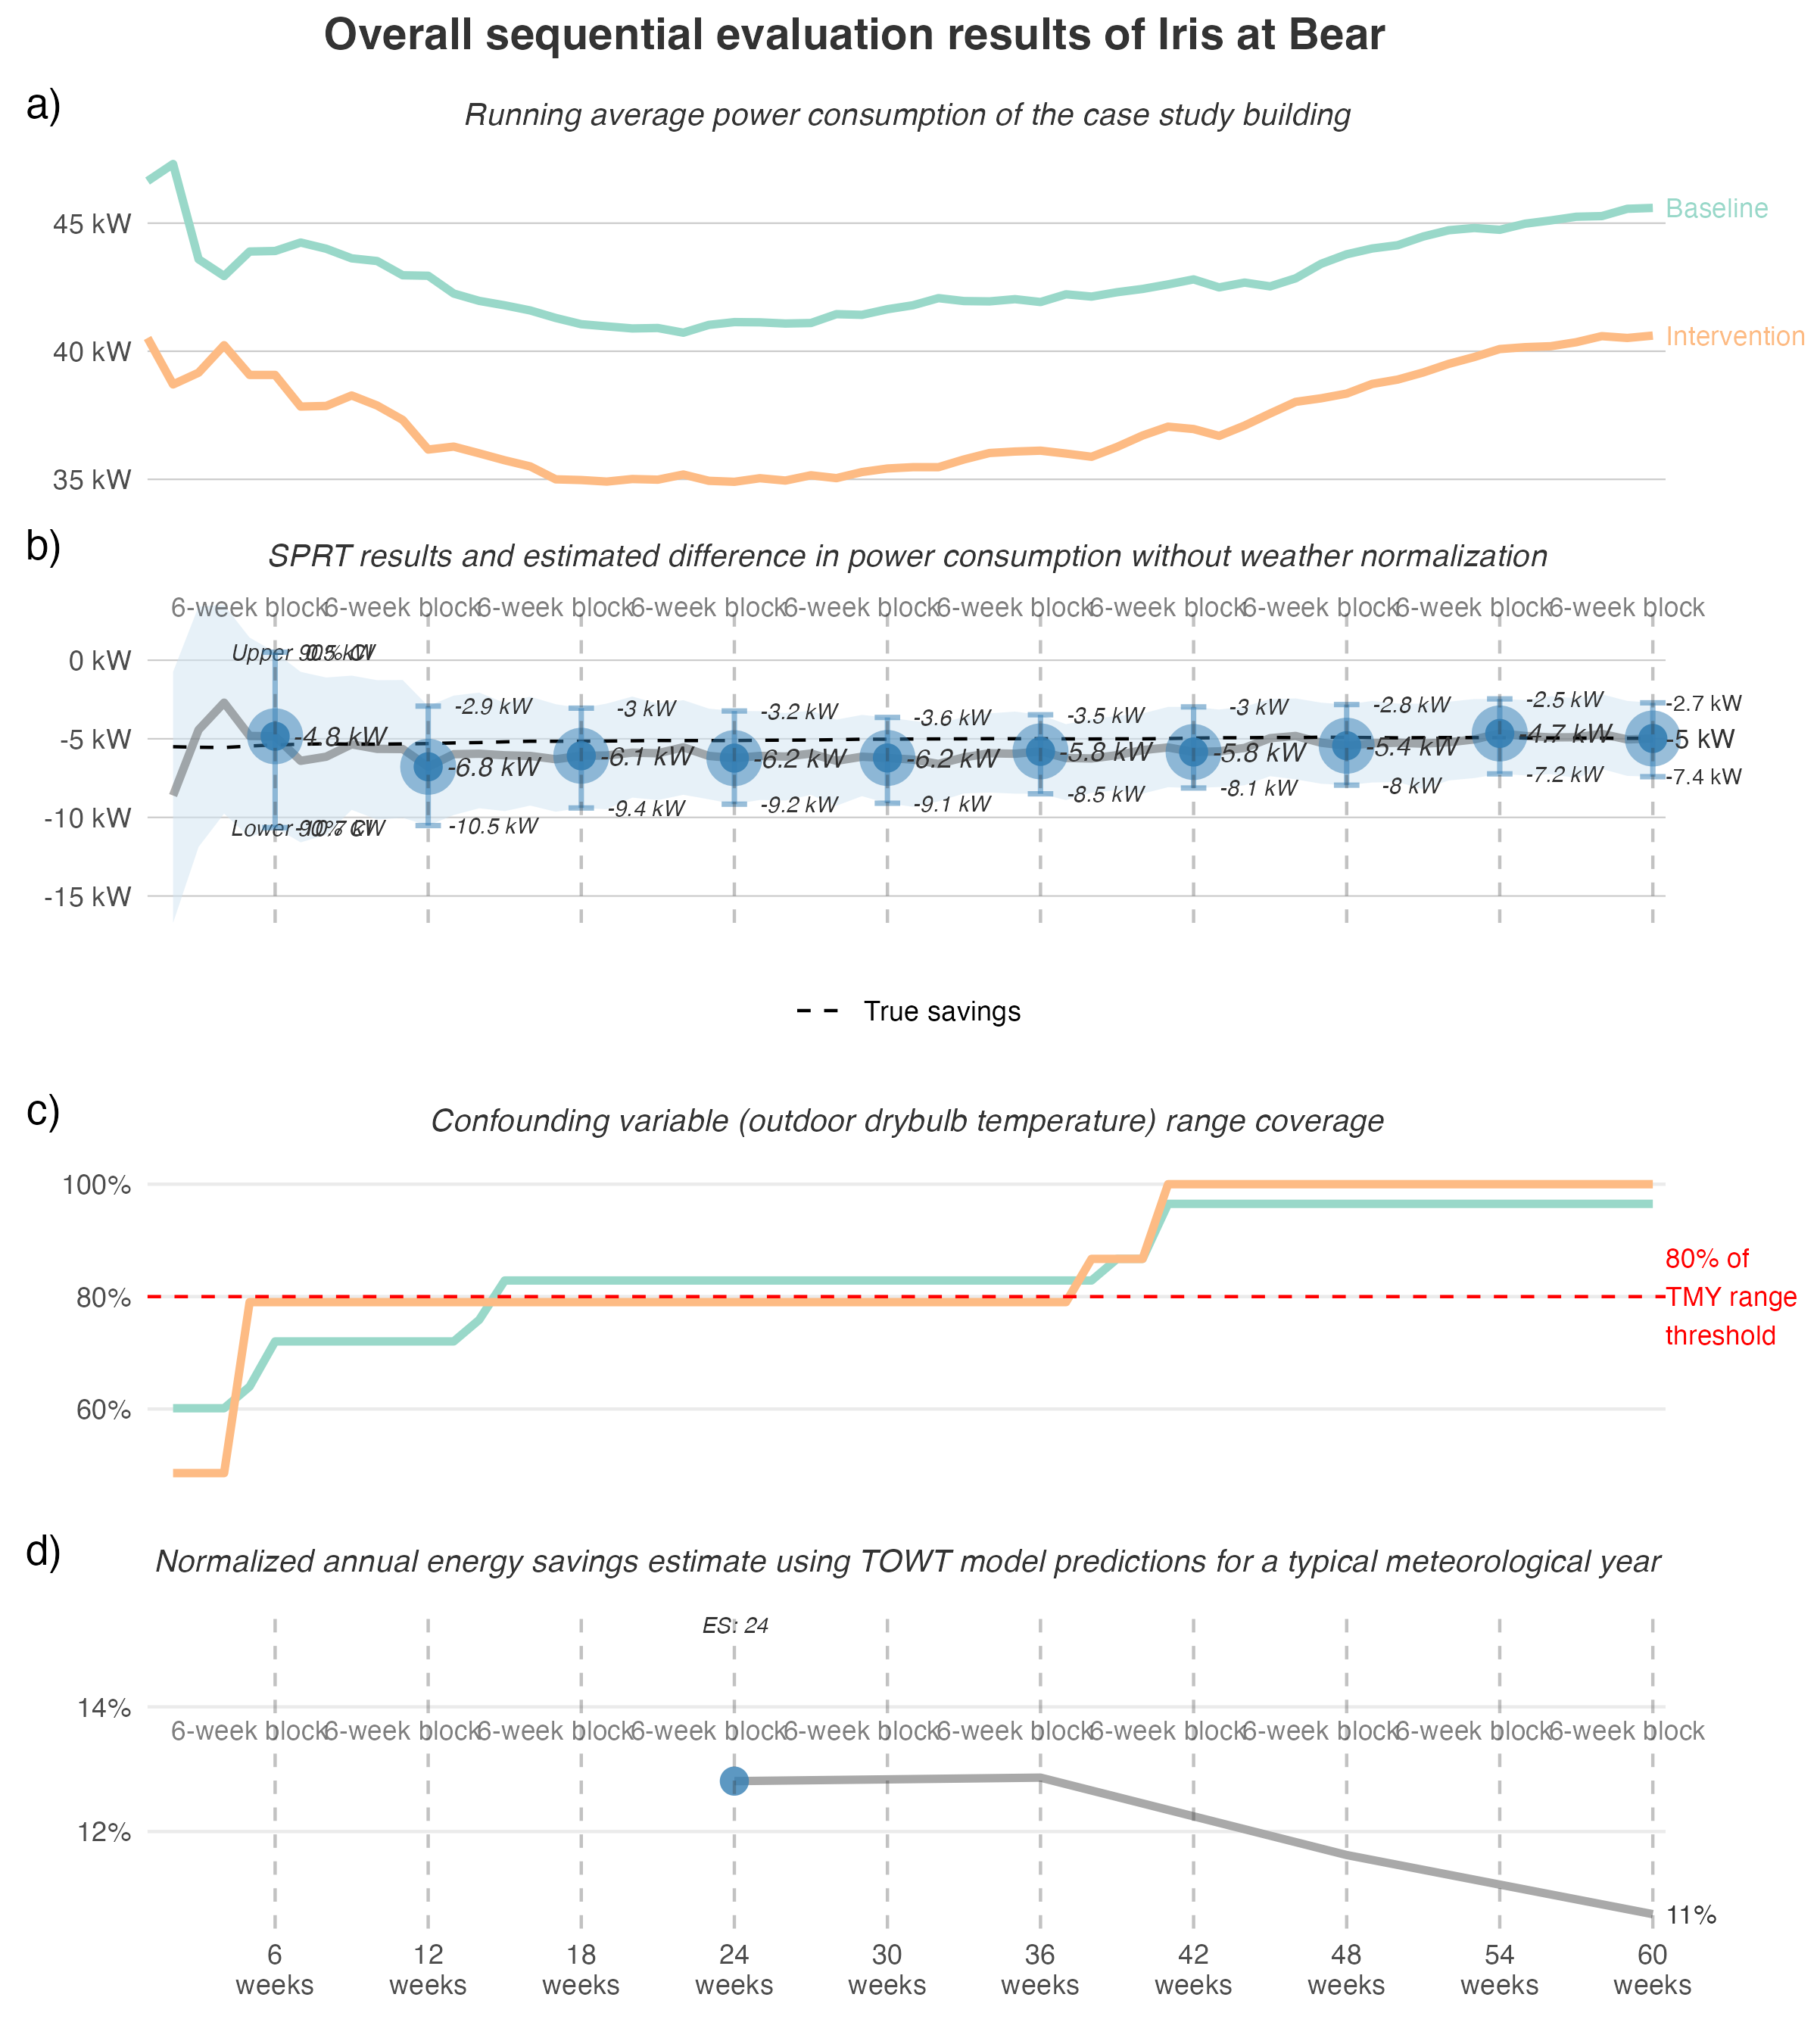 Overall sequential evaluation results of Iris at Bear
a)
Running average power consumption of the case study building
45 kW
40 kW
35 kW
Baseline
Intervention
b)
SPRT results and estimated difference in power consumption without weather normalization
6-week block 6-week block 6-week block 6-week block 6-week block 6-week block 6-week block 6-week block 6-week block 6-week block
0 kW
-5 kW
-10 kW
-15 kW
Upper 90% CI
0.5 kW
-4.8 kW
Lower 90% CI
-10.7 kW
-2.9 kW
-6.8 kW
-10.5 kW
-3 kW
-6.1 kW
-9.4 kW
-3.2 kW
-6.2 kW
-9.2 kW
-3.6 kW
-6.2 kW
-9.1 kW
-3.5 kW
-5.8 kW
-8.5 kW
-3 kW
-5.8 kW
-8.1 kW
-2.8 kW
-5.4 kW
-8 kW
-2.5 kW
-4.7 kW
-7.2 kW
-2.7 kW
-5 kW
-7.4 kW
True savings
c)
Confounding variable (outdoor drybulb temperature) range coverage
100%
80%
60%
80% of
TMY range
threshold
d)
Normalized annual energy savings estimate using TOWT model predictions for a typical meteorological year
ES: 24
14%
6-week block 6-week block 6-week block 6-week block 6-week block 6-week block 6-week block 6-week block 6-week block 6-week block
12%
11%
6 12 18 24 30 36 42 48 54 60
weeks weeks weeks weeks weeks weeks weeks weeks weeks weeks